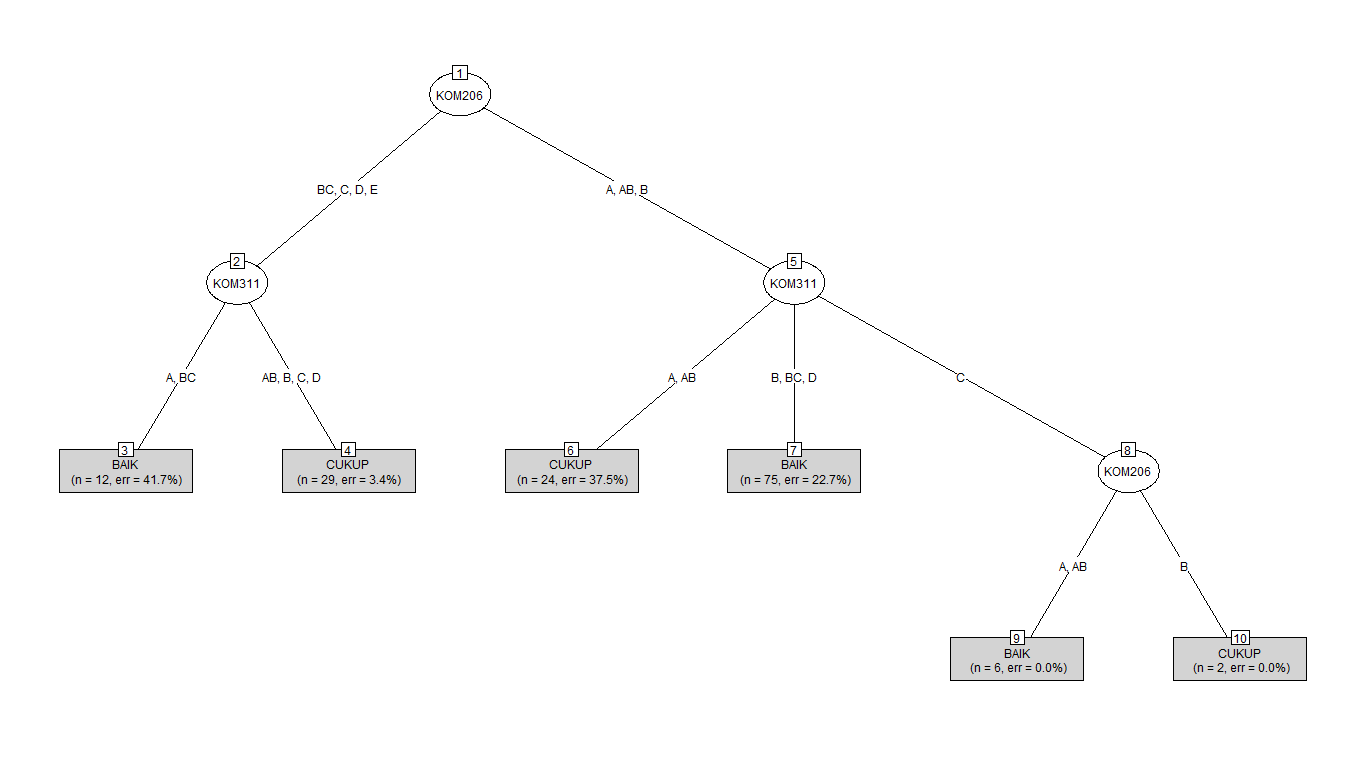 1
KOM206
BC, C, D, E
A, AB, B
2
KOM311
5
KOM311
A, BC
AB, B, C, D
A, AB
B, BC, D
C
3
BAIK
(n = 12, err = 41.7%)
4
CUKUP
(n = 29, err = 3.4%)
6
CUKUP
(n = 24, err = 37.5%)
7
BAIK
(n = 75, err = 22.7%)
8
KOM206
A, AB
B
9
BAIK
(n = 6, err = 0.0%)
10
CUKUP
(n = 2, err = 0.0%)